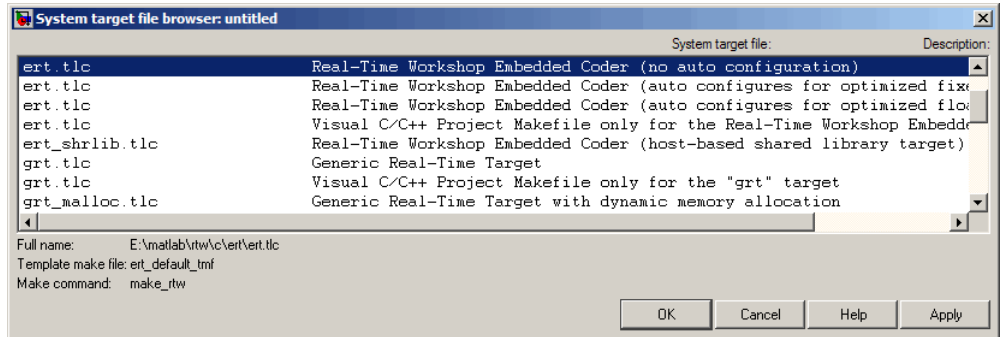 System target file browser: untitled
System target file: Description:
ert.tlc Real-Time Workshop Embedded Coder (no auto configuration)
ert.tlc Real-Time Workshop Embedded Coder (auto configures for optimized fixe
ert.tlc Real-Time Workshop Embedded Coder (auto configures for optimized floa
ert.tlc Visual C/C++ Project Makefile only for the Real-Time Workshop Embedde
ert_shrlib.tlc Real-Time Workshop Embedded Coder (host-based shared library target)
grt.tlc Generic Real-Time Target
grt.tlc Visual C/C++ Project Makefile only for the "grt" target
grt_malloc.tlc Generic Real-Time Target with dynamic memory allocation
Full name: E:\matlab\rtw\c\ert\ert.tlc
Template make file: ert_default_tmf
Make command: make_rtw
OK Cancel Help Apply